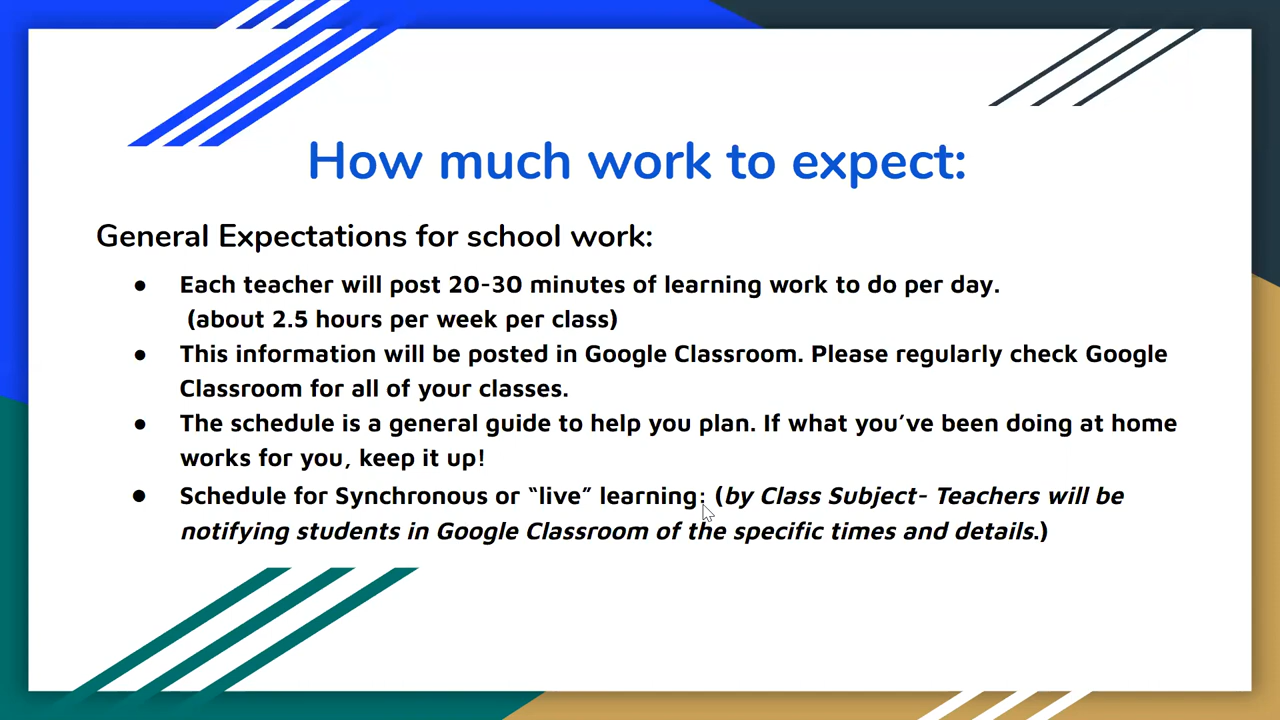 How much work to expect:
General Expectations for school work:
● Each teacher will post 20-30 minutes of learning work to do per day.
(about 2.5 hours per week per class)
● This information will be posted in Google Classroom. Please regularly check Google
Classroom for all of your classes.
● The schedule is a general guide to help you plan. If what you’ve been doing at home
works for you, keep it up!
● Schedule for Synchronous or “live” learning: (by Class Subject- Teachers will be
notifying students in Google Classroom of the specific times and details.)